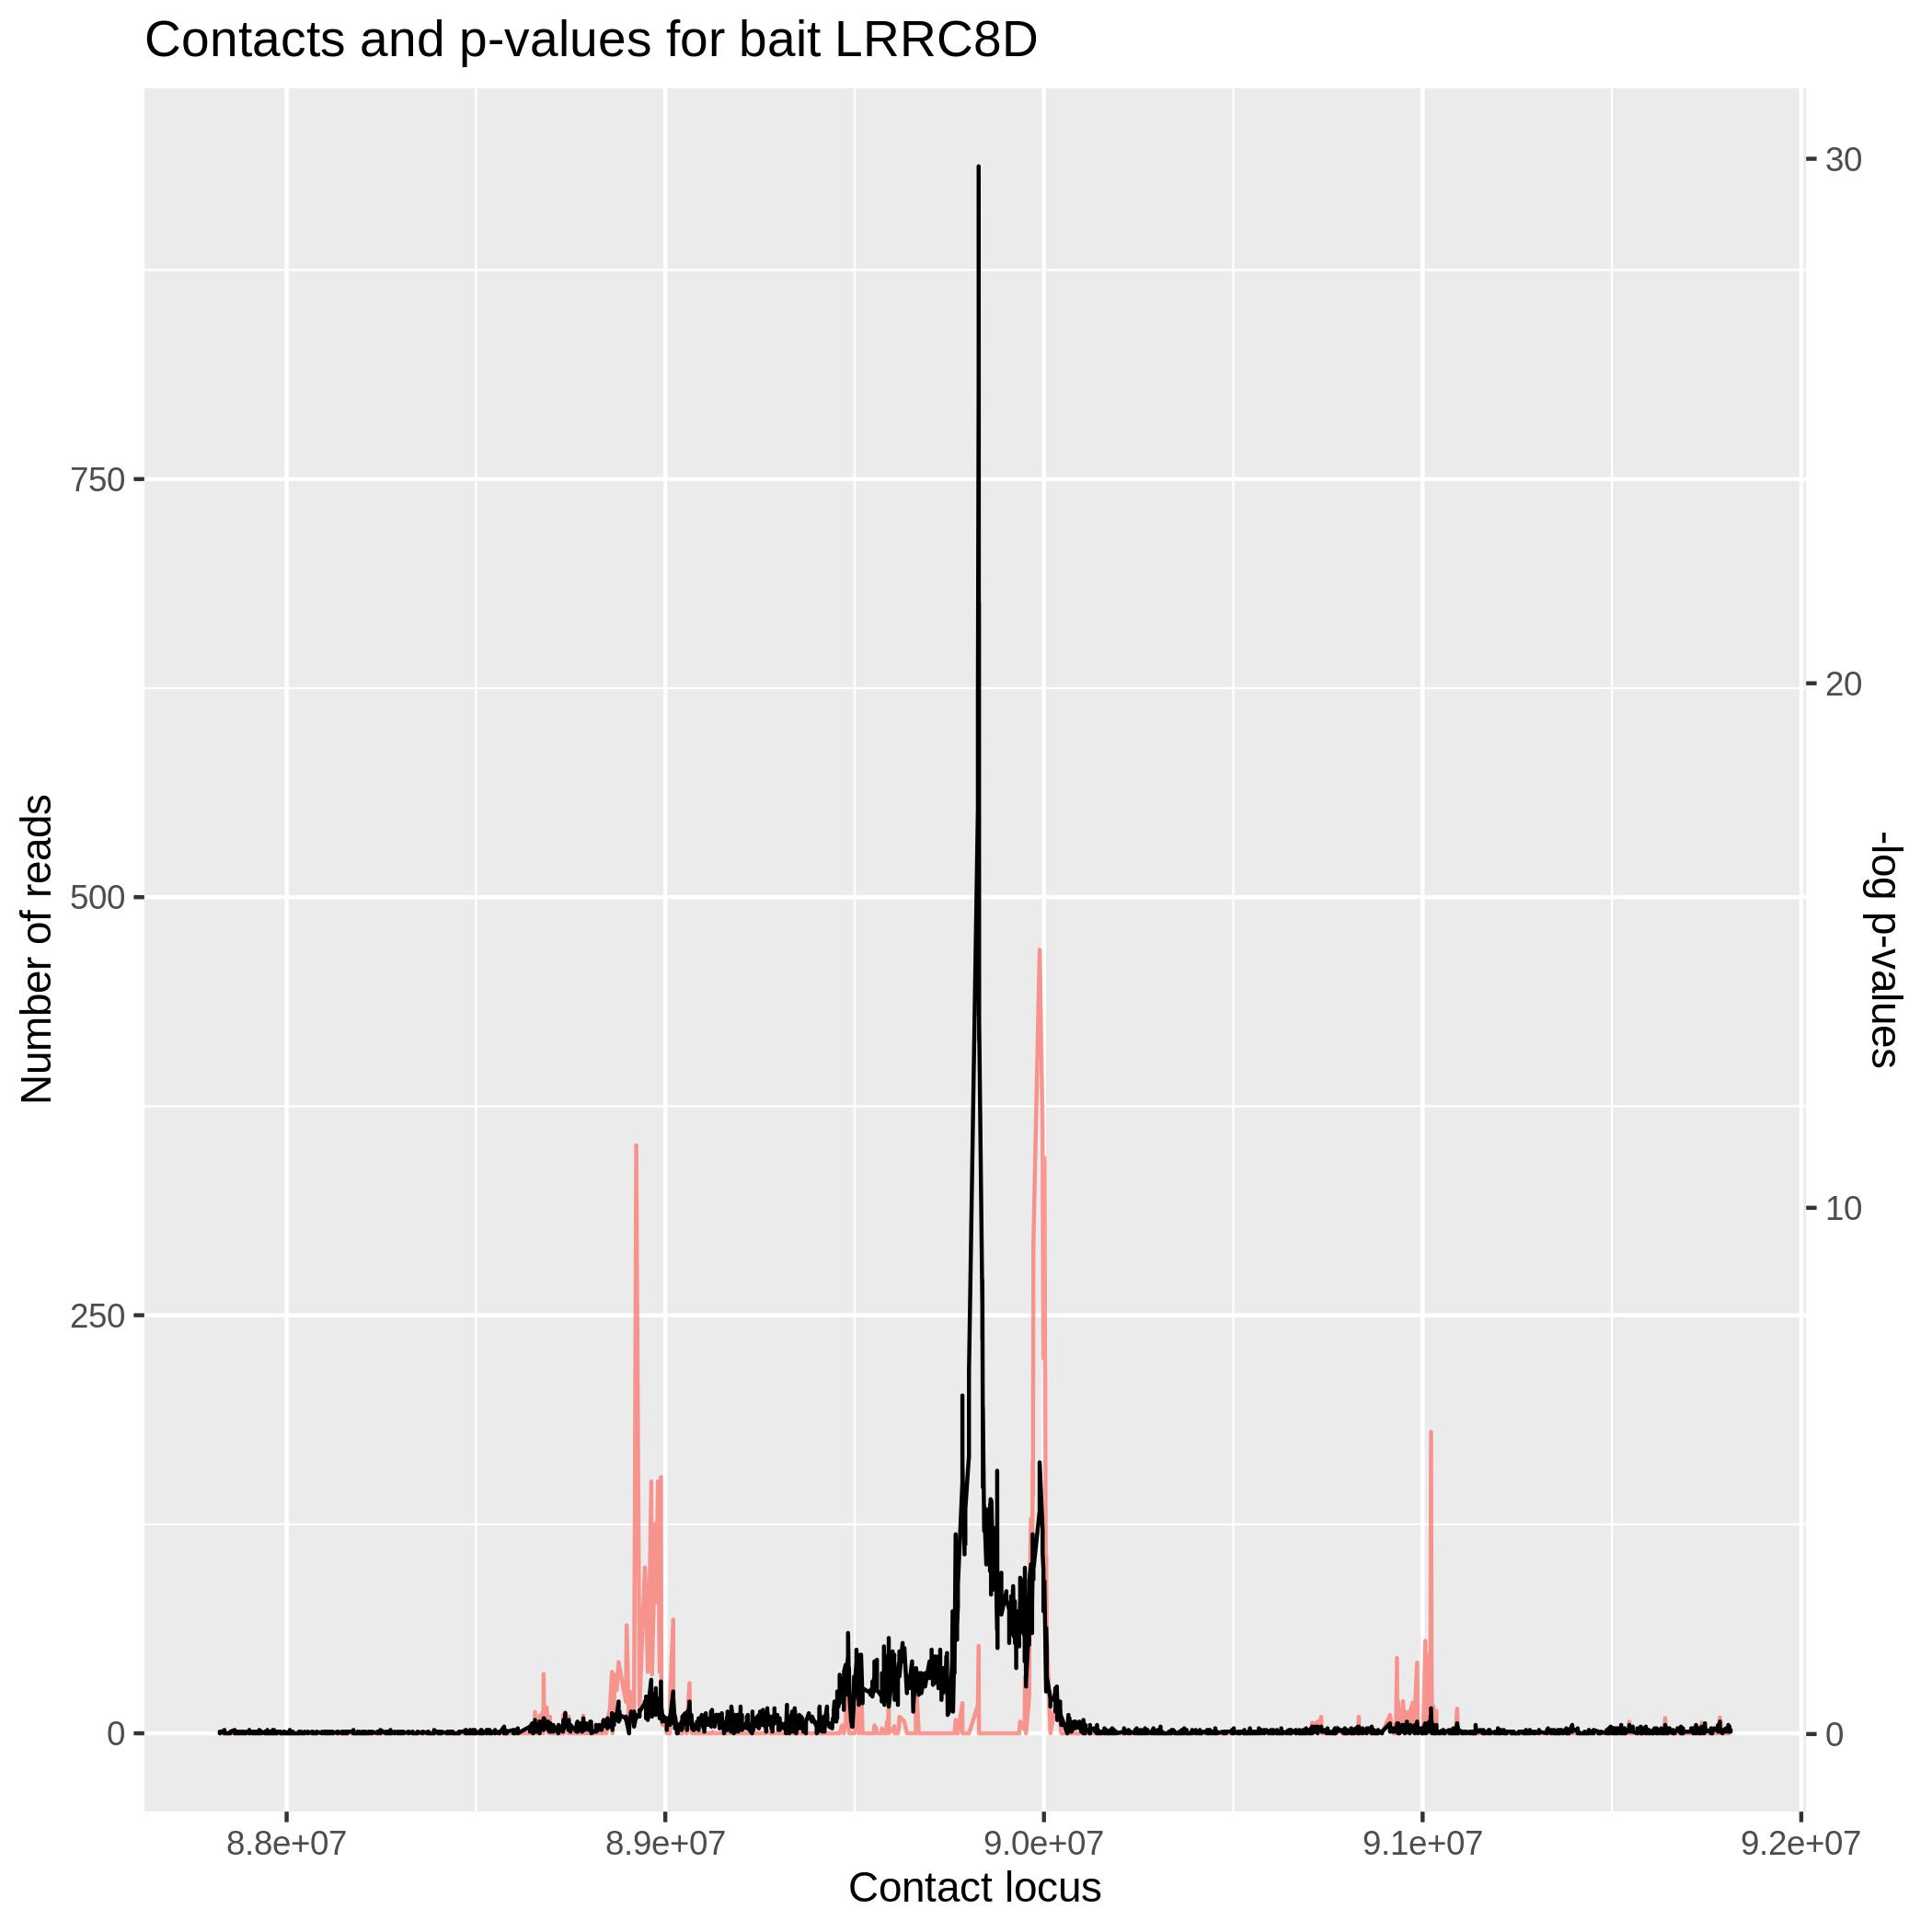 Contacts and p-values for bait LRRC8D
Number of reads
750
500
250
0
30
20
10
0
-log p-values
8.8e+07
8.9e+07
9.0e+07
9.1e+07
9.2e+07
Contact locus